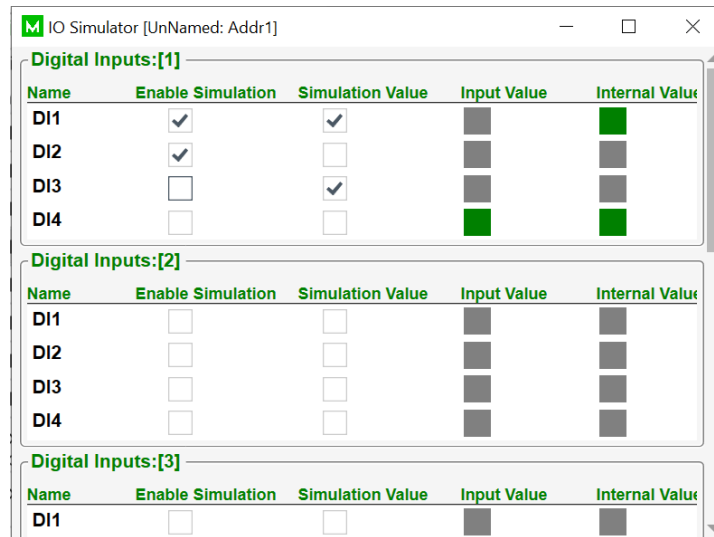 M IO Simulator [UnNamed: Addr1]
Digital Inputs:[1]
Name Enable Simulation Simulation Value Input Value Internal Value
DI1
DI2
DI3
DI4
Digital Inputs:[2]
Name Enable Simulation Simulation Value Input Value Internal Value
DI1
DI2
DI3
DI4
Digital Inputs:[3]
Name Enable Simulation Simulation Value Input Value Internal Value
DI1